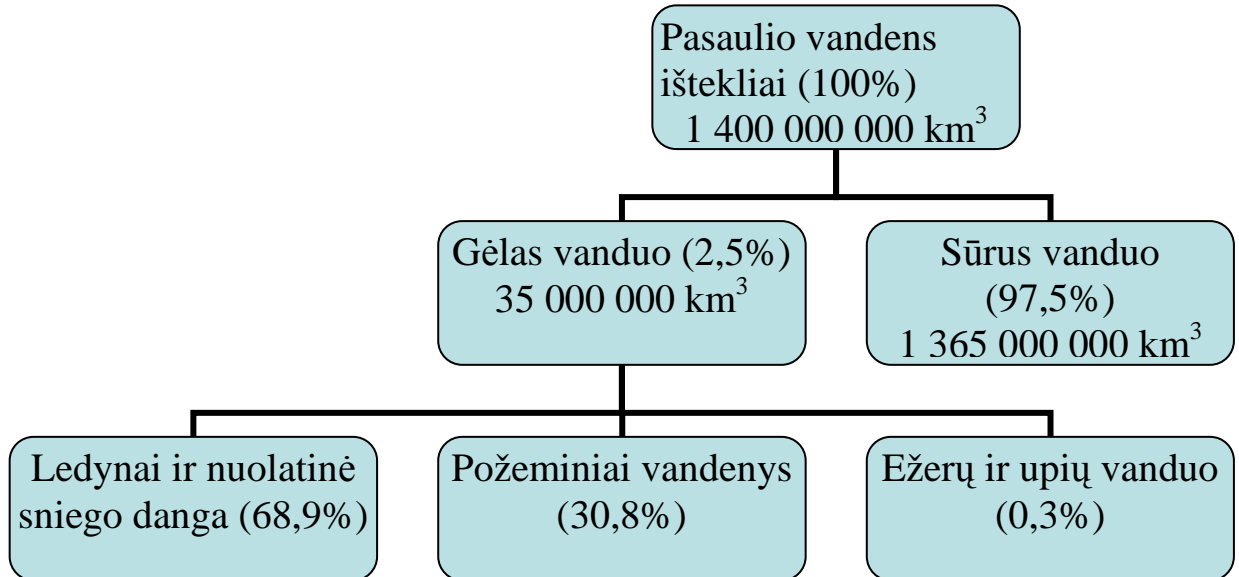 Pasaulio vandens
ištekliai (100%)
1 400 000 000 km³
Gėlas vanduo (2,5%)
35 000 000 km³
Sūrus vanduo
(97,5%)
1 365 000 000 km³
Ledynai ir nuolatinė
sniego danga (68,9%)
Požeminiai vandenys
(30,8%)
Ežerų ir upių vanduo
(0,3%)